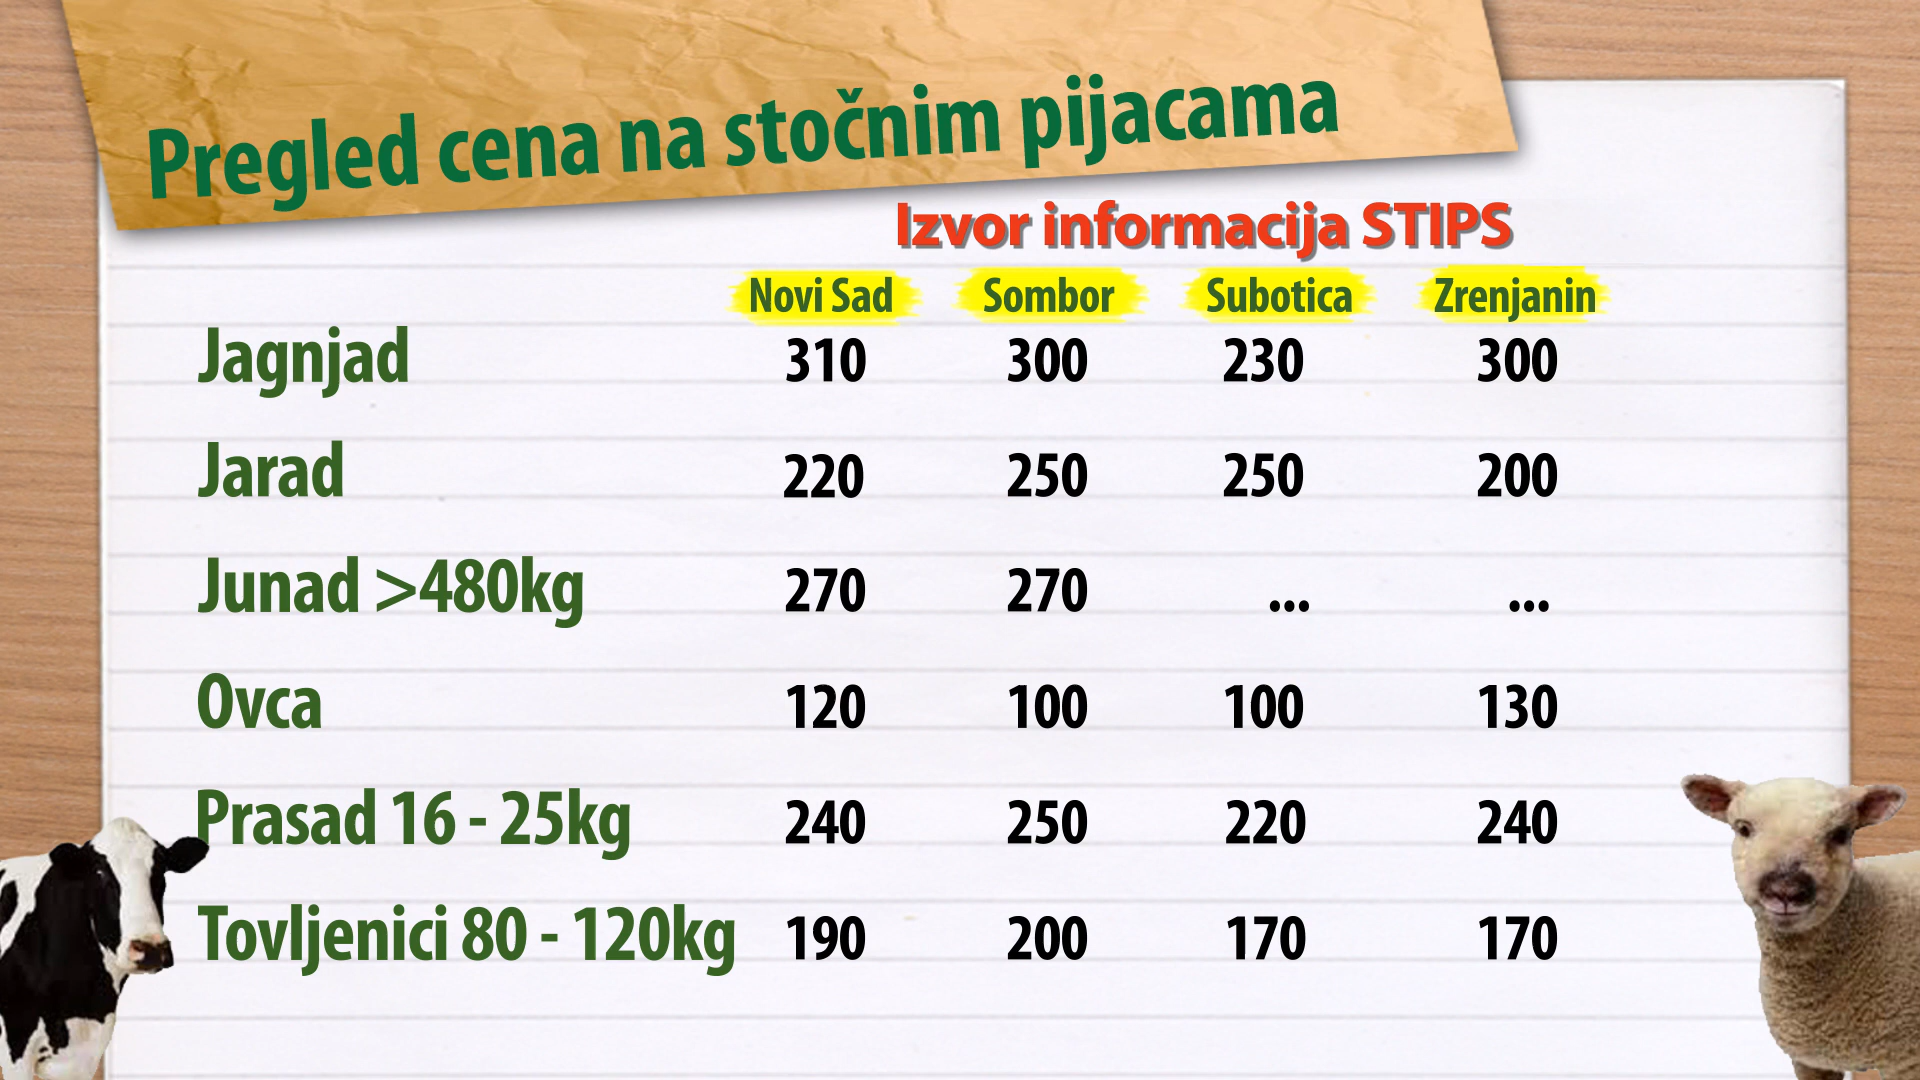 Pregled cena na stočnim pijacama
Izvor informacija STIPS
Novi Sad Sombor Subotica Zrenjanin
Jagnjad 310 300 230 300
Jarad 220 250 250 200
Junad >480kg 270 270 ... ...
Ovca 120 100 100 130
Prasad 16 - 25kg 240 250 220 240
Tovljenici 80 - 120kg 190 200 170 170